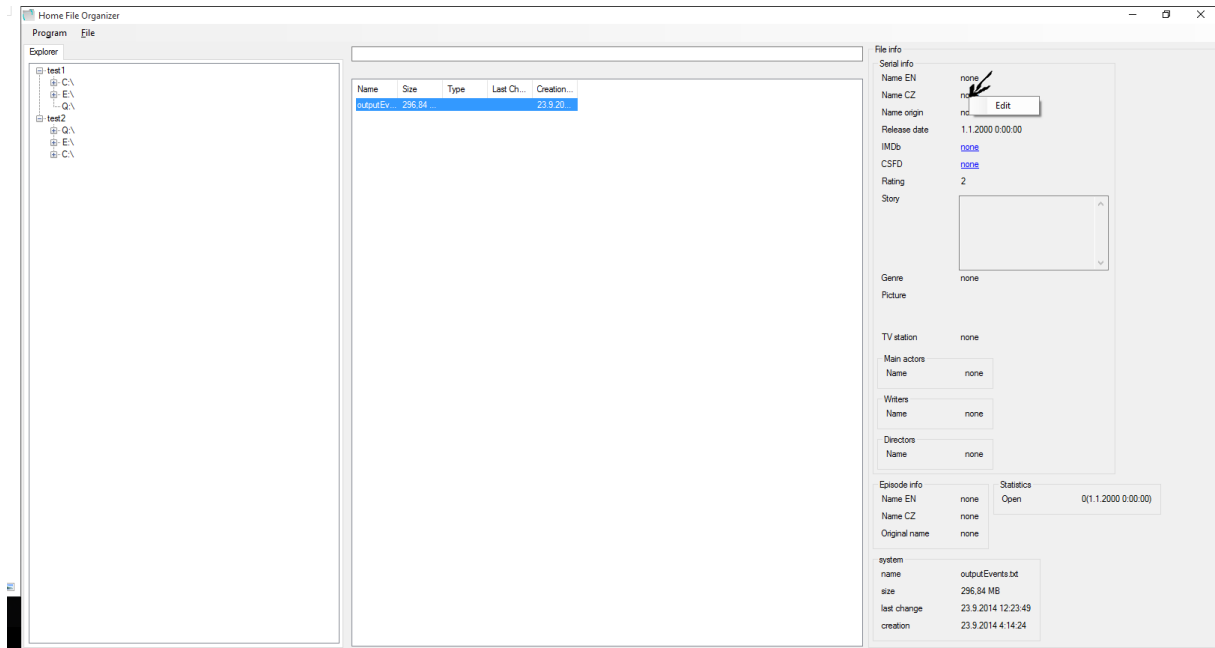 Home File Organizer
Program File
Explorer
test1
C:\
E:\
Q:\
test2
Q:\
E:\
C:\
Name Size Type Last Ch... Creation...
outputEv... 296,84 ... 23.9.20...
File info
Serial info
Name EN none
Name CZ
Edit
Name origin
Release date 1.1.2000 0:00:00
IMDb none
CSFD none
Rating 2
Story
Genre none
Picture
TV station none
Main actors
Name none
Writers
Name none
Directors
Name none
Episode info
Name EN none
Name CZ none
Original name none
Statistics
Open 0(1.1.2000 0:00:00)
system
name outputEvents.txt
size 296,84 MB
last change 23.9.2014 12:23:49
creation 23.9.2014 4:14:24